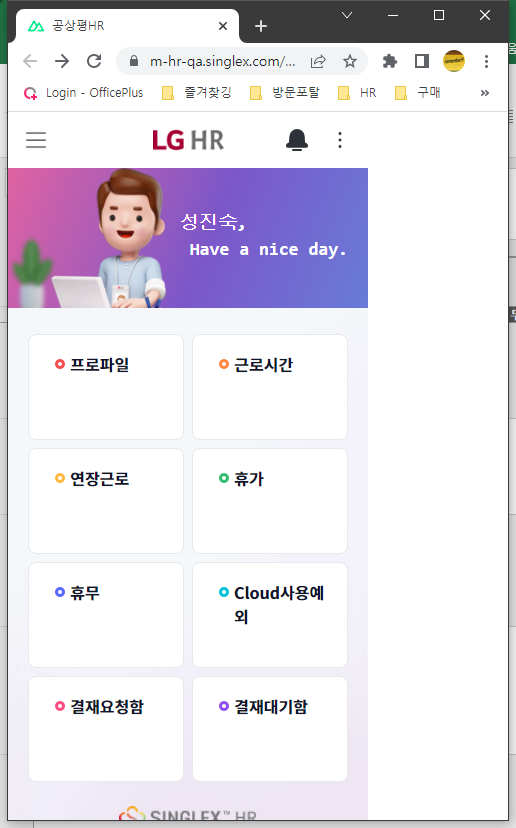 공상평HR
m-hr-qa.singlex.com/...
Login - OfficePlus
즐겨찾깅
방문포탈
HR
구매
LG HR
성진숙,
Have a nice day.
프로파일
근로시간
연장근로
휴가
휴무
Cloud사용예
외
결재요청함
결재대기함
SINGLEX™ HR